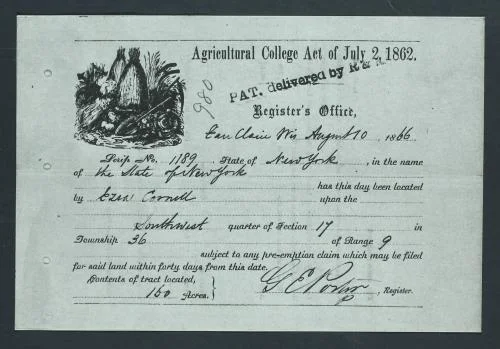 Agricultural College Act of July 2, 1862.
PAT. delivered by R &
980
Register's Office,
Eau Claire Wis August 10 1866
Scrip No. 1189, State of New York, in the name
of the State of New York has this day been located
by Ezra Cornell upon the
Southwest quarter of Section 17 in
Township 36 of Range 9
subject to any pre-emption claim which may be filed
for said land within forty days from this date.
Contents of tract located,
160 Acres.
G E Porter, Register.